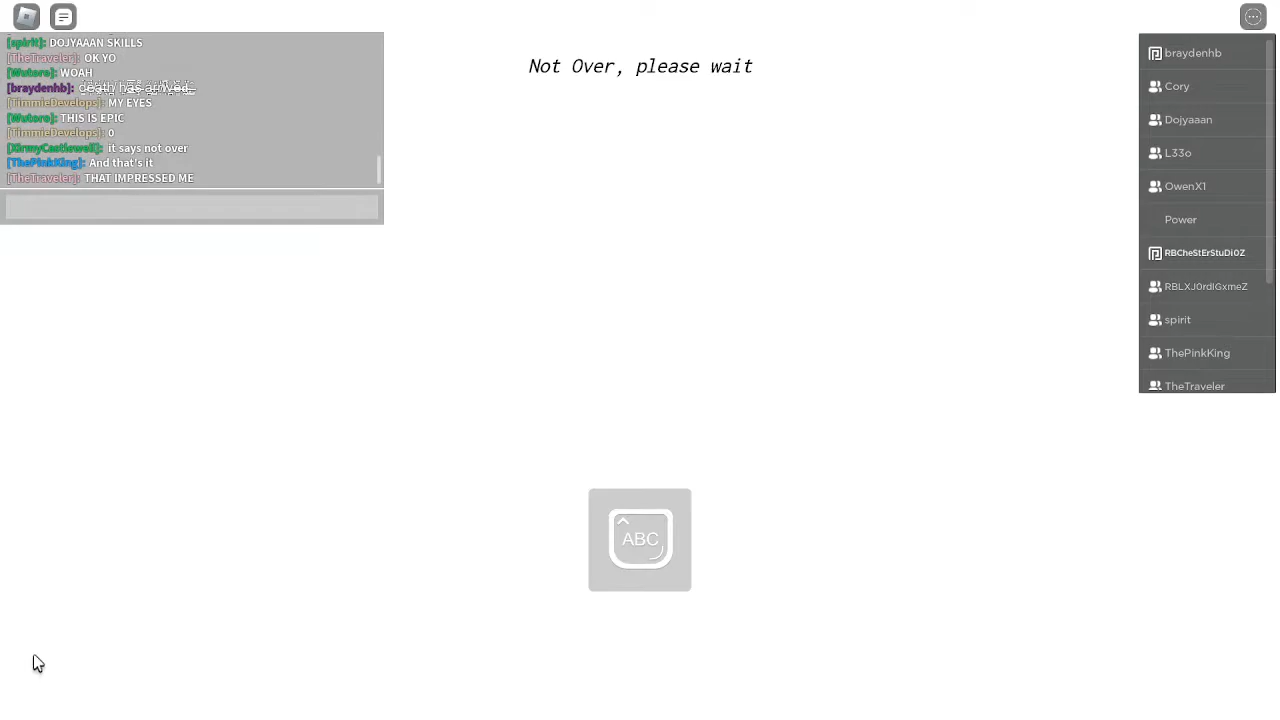 [spirit]: DOJYAAAN SKILLS
[TheTraveler]: OK YO
[Wutoro]: WOAH
[braydenhb]: death has arrived
[TimmieDevelops]: MY EYES
[Wutoro]: THIS IS EPIC
[TimmieDevelops]: 0
[XirmyCastlewell]: it says not over
[ThePinkKing]: And that's it
[TheTraveler]: THAT IMPRESSED ME
Not Over, please wait
braydenhb
Cory
Dojyaaan
L33o
OwenX1
Power
RBCheStErStuDi0Z
RBLXJ0rdIGxmeZ
spirit
ThePinkKing
TheTraveler
ABC